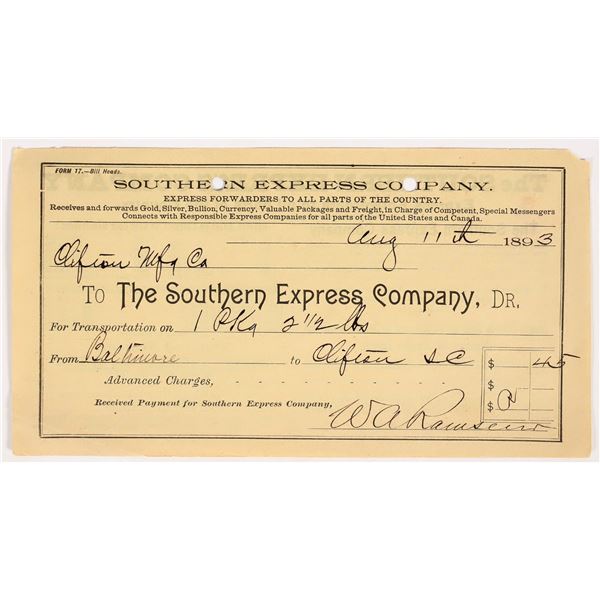 FORM 17.—Bill Heads.
SOUTHERN EXPRESS COMPANY.
EXPRESS FORWARDERS TO ALL PARTS OF THE COUNTRY.
Receives and forwards Gold, Silver, Bullion, Currency, Valuable Packages and Freight, in Charge of Competent, Special Messengers
Connects with Responsible Express Companies for all parts of the United States and Canada.
Aug 11th 1893
Clifton Mfg Co
TO The Southern Express Company, DR.
For Transportation on 1 Pkg 2 1/2 lbs
From Baltimore to Clifton S C $ 45
Advanced Charges, - - - - - - - - $
Received Payment for Southern Express Company, $
W A